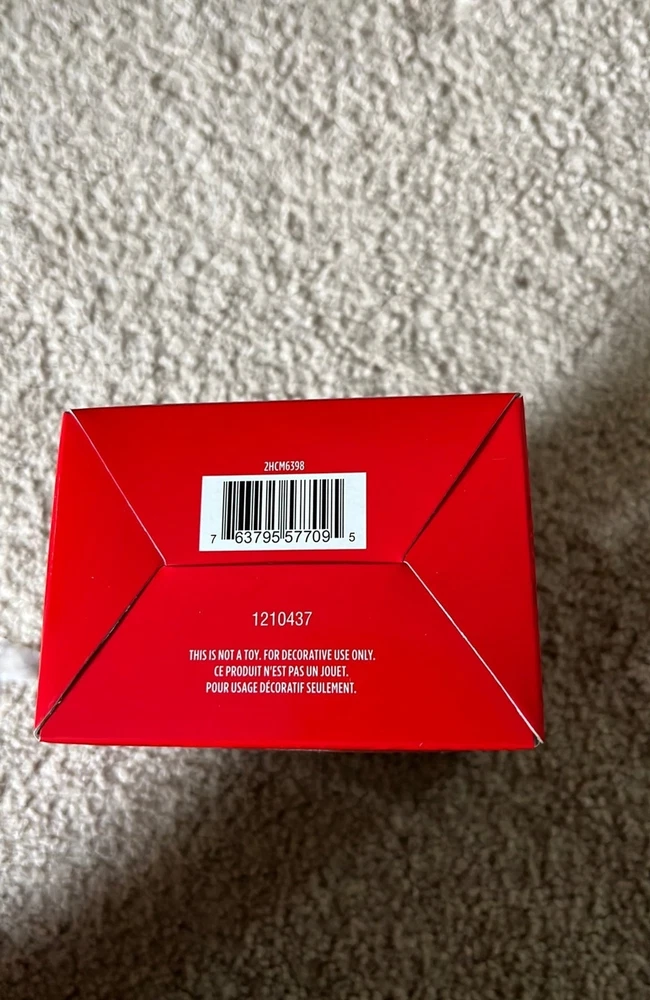 2HCM6398
7 63795 57709 5
1210437
THIS IS NOT A TOY. FOR DECORATIVE USE ONLY.
CE PRODUIT N'EST PAS UN JOUET.
POUR USAGE DÉCORATIF SEULEMENT.